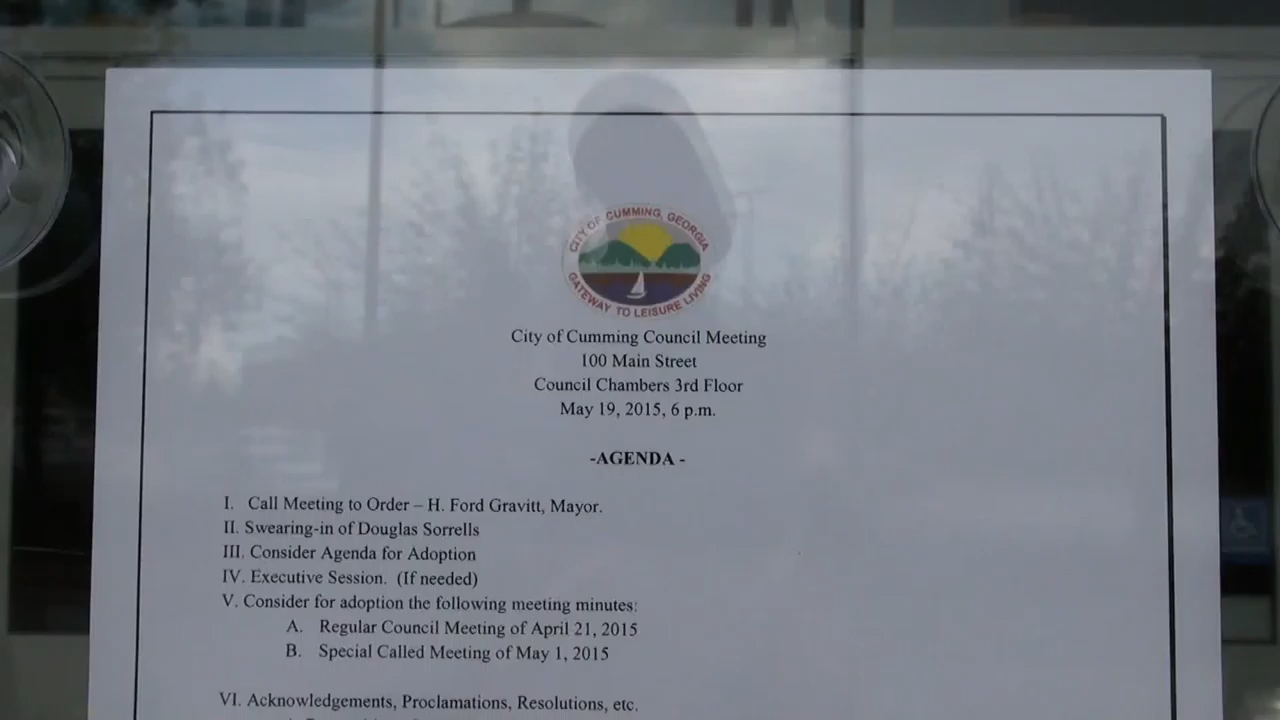 CITY OF CUMMING, GEORGIA
GATEWAY TO LEISURE LIVING
City of Cumming Council Meeting
100 Main Street
Council Chambers 3rd Floor
May 19, 2015, 6 p.m.
-AGENDA -
I. Call Meeting to Order – H. Ford Gravitt, Mayor.
II. Swearing-in of Douglas Sorrells
III. Consider Agenda for Adoption
IV. Executive Session. (If needed)
V. Consider for adoption the following meeting minutes:
A. Regular Council Meeting of April 21, 2015
B. Special Called Meeting of May 1, 2015
VI. Acknowledgements, Proclamations, Resolutions, etc.